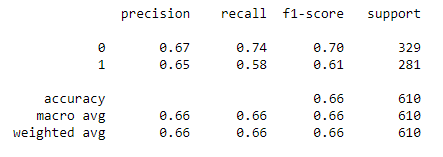 precision recall f1-score support
0 0.67 0.74 0.70 329
1 0.65 0.58 0.61 281
accuracy 0.66 610
macro avg 0.66 0.66 0.66 610
weighted avg 0.66 0.66 0.66 610